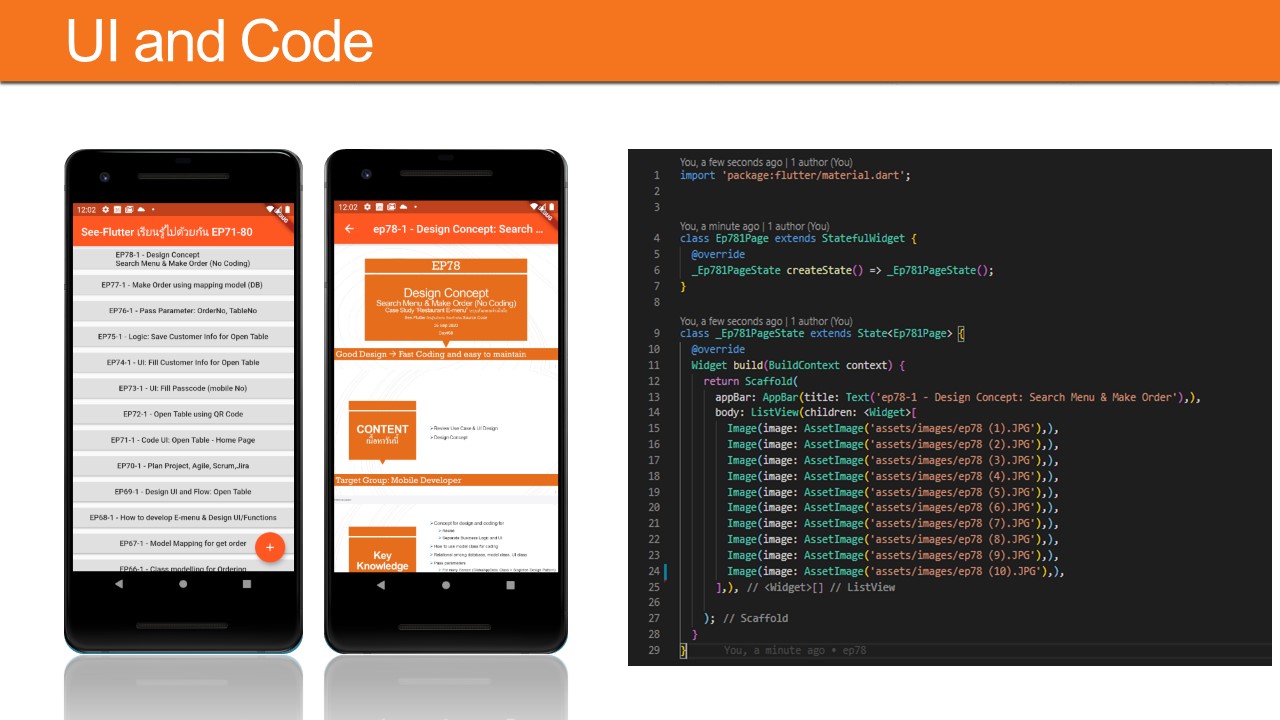 UI and Code
12:02
DEBUG
See-Flutter เรียนรู้ไปด้วยกัน EP71-80
EP78-1 - Design Concept
Search Menu & Make Order (No Coding)
EP77-1 - Make Order using mapping model (DB)
EP76-1 - Pass Parameter: OrderNo, TableNo
EP75-1 - Logic: Save Customer Info for Open Table
EP74-1 - UI: Fill Customer Info for Open Table
EP73-1 - UI: Fill Passcode (mobile No)
EP72-1 - Open Table using QR Code
EP71-1 - Code UI: Open Table - Home Page
EP70-1 - Plan Project, Agile, Scrum,Jira
EP69-1 - Design UI and Flow: Open Table
EP68-1 - How to develop E-menu & Design UI/Functions
EP67-1 - Model Mapping for get order
+
EP66-1 - Class modelling for Ordering
12:02
DEBUG
ep78-1 - Design Concept: Search ...
EP78
Design Concept
Search Menu & Make Order (No Coding)
Case Study "Restaurant E-menu"
Good Design → Fast Coding and easy to maintain
CONTENT
เนื้อหาวันนี้
Review Use Case & UI Design
Design Concept
Target Group: Mobile Developer
Key
Knowledge
Concept for design and coding for
Separate Business Logic and UI
How to use model class for coding
Relational among database, model class, UI class
Pass parameters
You, a few seconds ago | 1 author (You)
1 import 'package:flutter/material.dart';
2
3
You, a minute ago | 1 author (You)
4 class Ep781Page extends StatefulWidget {
5 @override
6 _Ep781PageState createState() => _Ep781PageState();
7 }
8
You, a few seconds ago | 1 author (You)
9 class _Ep781PageState extends State<Ep781Page> {
10 @override
11 Widget build(BuildContext context) {
12 return Scaffold(
13 appBar: AppBar(title: Text('ep78-1 - Design Concept: Search Menu & Make Order'),),
14 body: ListView(children: <Widget>[
15 Image(image: AssetImage('assets/images/ep78 (1).JPG'),),
16 Image(image: AssetImage('assets/images/ep78 (2).JPG'),),
17 Image(image: AssetImage('assets/images/ep78 (3).JPG'),),
18 Image(image: AssetImage('assets/images/ep78 (4).JPG'),),
19 Image(image: AssetImage('assets/images/ep78 (5).JPG'),),
20 Image(image: AssetImage('assets/images/ep78 (6).JPG'),),
21 Image(image: AssetImage('assets/images/ep78 (7).JPG'),),
22 Image(image: AssetImage('assets/images/ep78 (8).JPG'),),
23 Image(image: AssetImage('assets/images/ep78 (9).JPG'),),
24 Image(image: AssetImage('assets/images/ep78 (10).JPG'),),
25 ],), // <Widget>[] // ListView
26
27 ); // Scaffold
28 }
29 } You, a minute ago • ep78